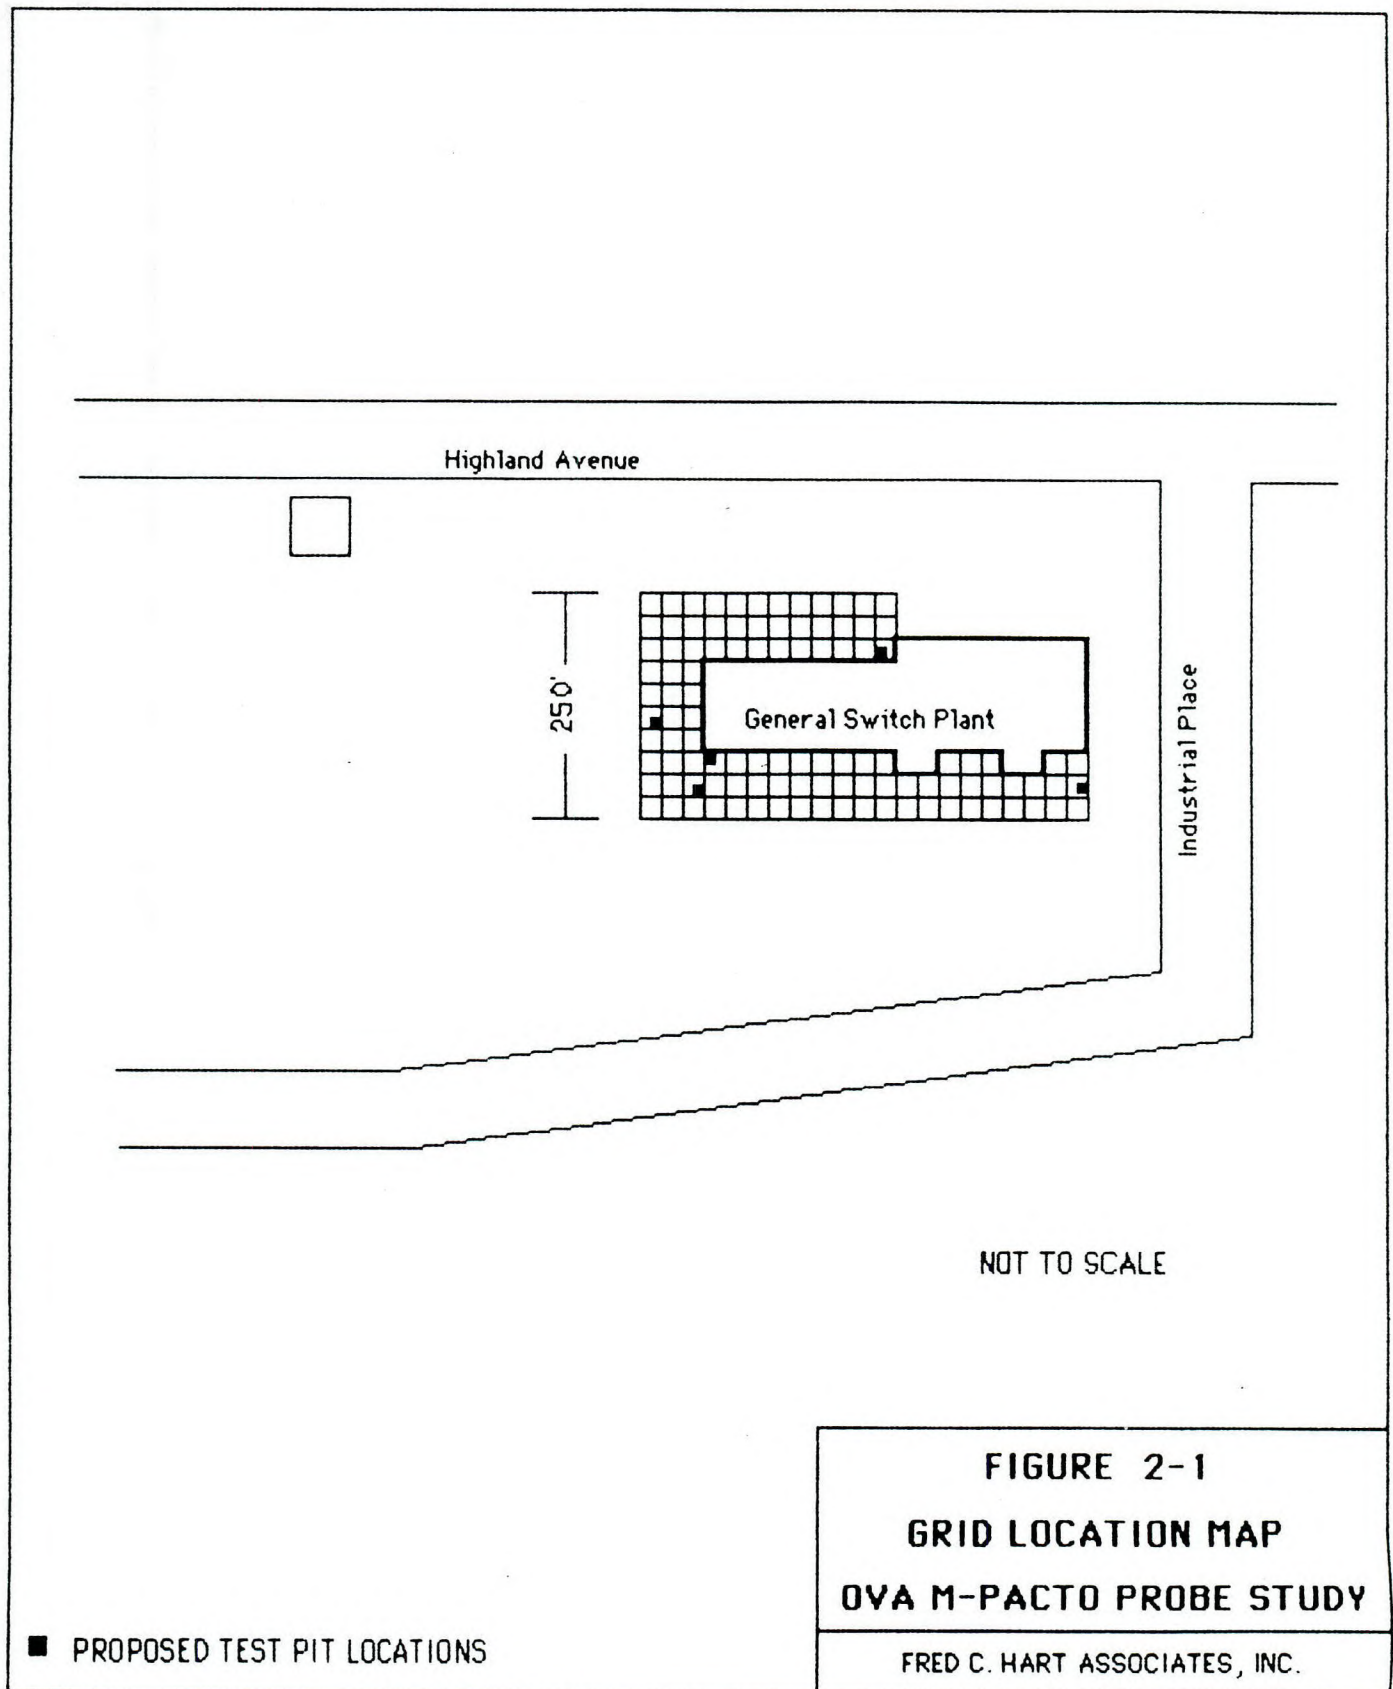 Highland Avenue
250'
General Switch Plant
Industrial Place
NOT TO SCALE
FIGURE 2-1
GRID LOCATION MAP
OVA M-PACTO PROBE STUDY
FRED C. HART ASSOCIATES, INC.
PROPOSED TEST PIT LOCATIONS